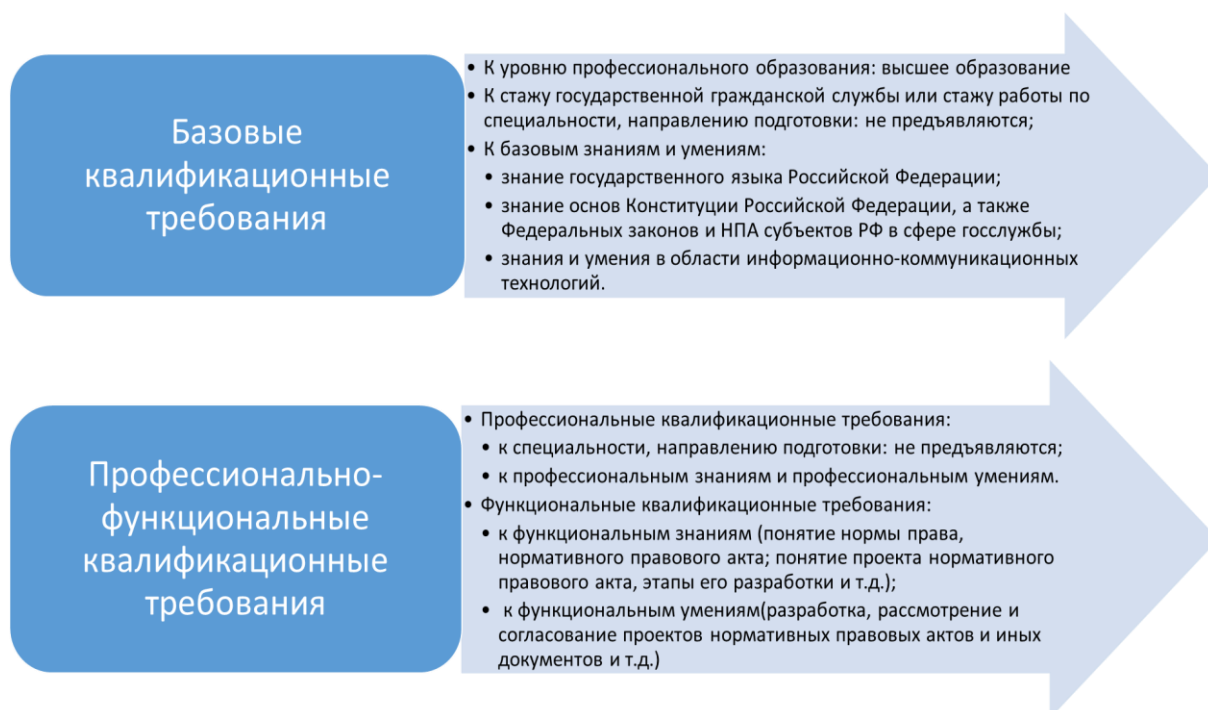 Базовые
квалификационные
требования
• К уровню профессионального образования: высшее образование
• К стажу государственной гражданской службы или стажу работы по
специальности, направлению подготовки: не предъявляются;
• К базовым знаниям и умениям:
• знание государственного языка Российской Федерации;
• знание основ Конституции Российской Федерации, а также
Федеральных законов и НПА субъектов РФ в сфере госслужбы;
• знания и умения в области информационно-коммуникационных
технологий.
Профессионально-
функциональные
квалификационные
требования
• Профессиональные квалификационные требования:
• к специальности, направлению подготовки: не предъявляются;
• к профессиональным знаниям и профессиональным умениям.
• Функциональные квалификационные требования:
• к функциональным знаниям (понятие нормы права,
нормативного правового акта; понятие проекта нормативного
правового акта, этапы его разработки и т.д.);
• к функциональным умениям(разработка, рассмотрение и
согласование проектов нормативных правовых актов и иных
документов и т.д.)